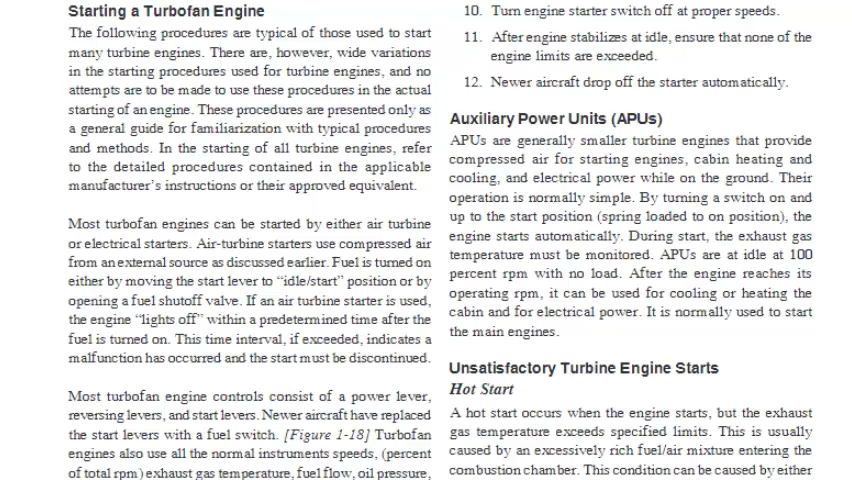 Starting a Turbofan Engine
The following procedures are typical of those used to start
many turbine engines. There are, however, wide variations
in the starting procedures used for turbine engines, and no
attempts are to be made to use these procedures in the actual
starting of an engine. These procedures are presented only as
a general guide for familiarization with typical procedures
and methods. In the starting of all turbine engines, refer
to the detailed procedures contained in the applicable
manufacturer's instructions or their approved equivalent.
Most turbofan engines can be started by either air turbine
or electrical starters. Air-turbine starters use compressed air
from an external source as discussed earlier. Fuel is turned on
either by moving the start lever to “idle/start” position or by
opening a fuel shutoff valve. If an air turbine starter is used,
the engine “lights off” within a predetermined time after the
fuel is turned on. This time interval, if exceeded, indicates a
malfunction has occurred and the start must be discontinued.
Most turbofan engine controls consist of a power lever,
reversing levers, and start levers. Newer aircraft have replaced
the start levers with a fuel switch. [Figure 1-18] Turbofan
engines also use all the normal instruments speeds, (percent
of total rpm) exhaust gas temperature, fuel flow, oil pressure,
10. Turn engine starter switch off at proper speeds.
11. After engine stabilizes at idle, ensure that none of the
engine limits are exceeded.
12. Newer aircraft drop off the starter automatically.
Auxiliary Power Units (APUs)
APUs are generally smaller turbine engines that provide
compressed air for starting engines, cabin heating and
cooling, and electrical power while on the ground. Their
operation is normally simple. By turning a switch on and
up to the start position (spring loaded to on position), the
engine starts automatically. During start, the exhaust gas
temperature must be monitored. APUs are at idle at 100
percent rpm with no load. After the engine reaches its
operating rpm, it can be used for cooling or heating the
cabin and for electrical power. It is normally used to start
the main engines.
Unsatisfactory Turbine Engine Starts
Hot Start
A hot start occurs when the engine starts, but the exhaust
gas temperature exceeds specified limits. This is usually
caused by an excessively rich fuel/air mixture entering the
combustion chamber. This condition can be caused by either